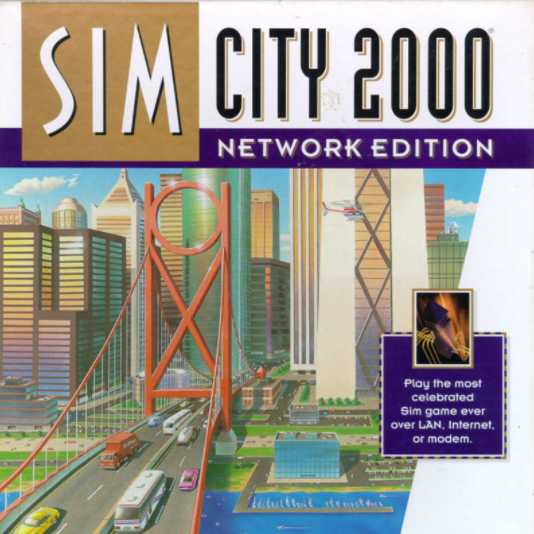 SIM CITY 2000®
NETWORK EDITION
Play the most
celebrated
Sim game ever
over LAN, Internet,
or modem.